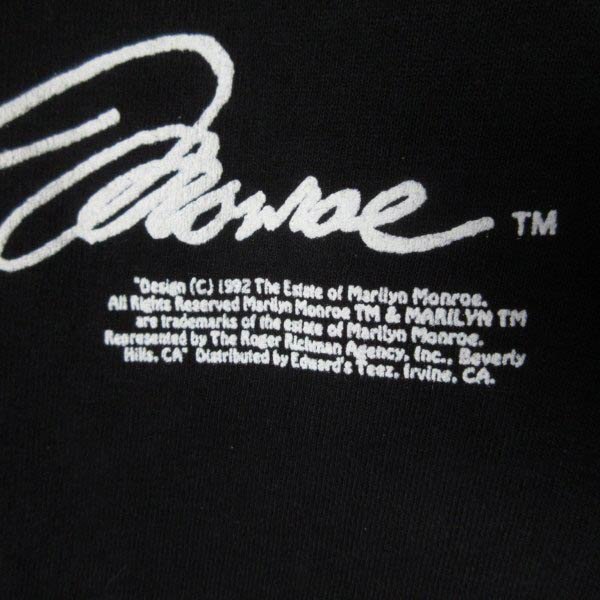 Monroe TM
"Design (C) 1992 The Estate of Marilyn Monroe.
All Rights Reserved Marilyn Monroe TM & MARILYN TM
are trademarks of the estate of Marilyn Monroe.
Represented by The Roger Richman Agency, Inc., Beverly
Hills, CA" Distributed by Edward's Teez, Irvine, CA.